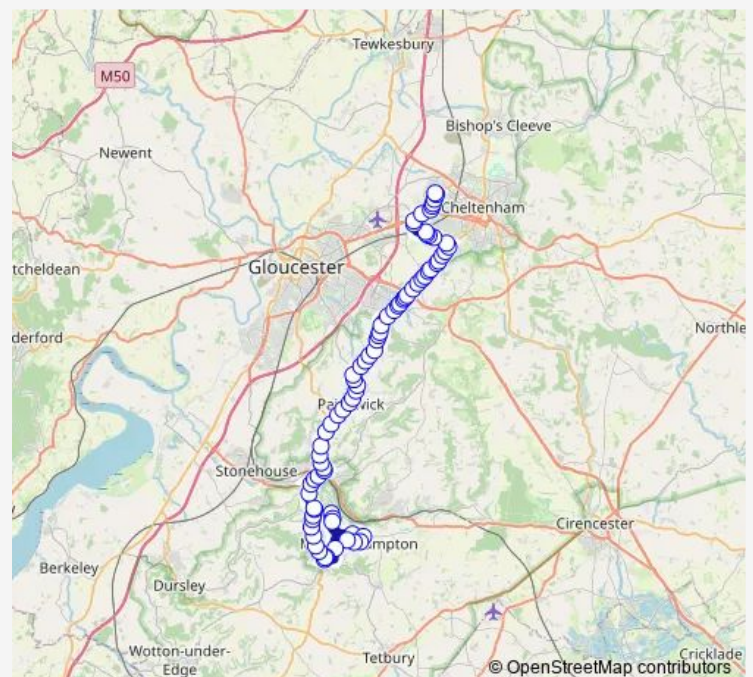 Tewkesbury
M50
Bishop's Cleeve
Newent
Cheltenham
tcheldean
Gloucester
derford
Northle
Stonehouse
Cirencester
Berkeley
Dursley
Wotton-under-
Edge
Tetbury
Cricklade
© OpenStreetMap contributors